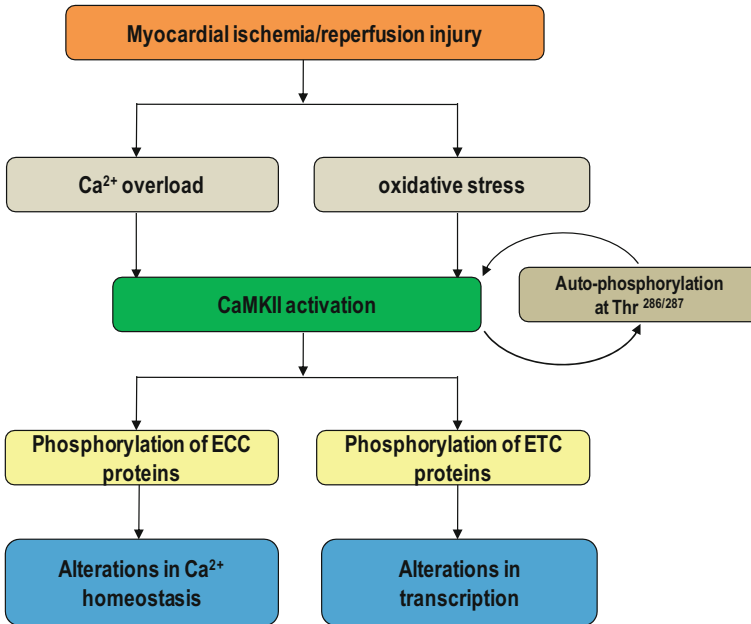 Myocardial ischemia/reperfusion injury
Ca²⁺ overload
oxidative stress
CaMKII activation
Auto-phosphorylation
at Thr ²⁸⁶/²⁸⁷
Phosphorylation of ECC
proteins
Phosphorylation of ETC
proteins
Alterations in Ca²⁺
homeostasis
Alterations in
transcription